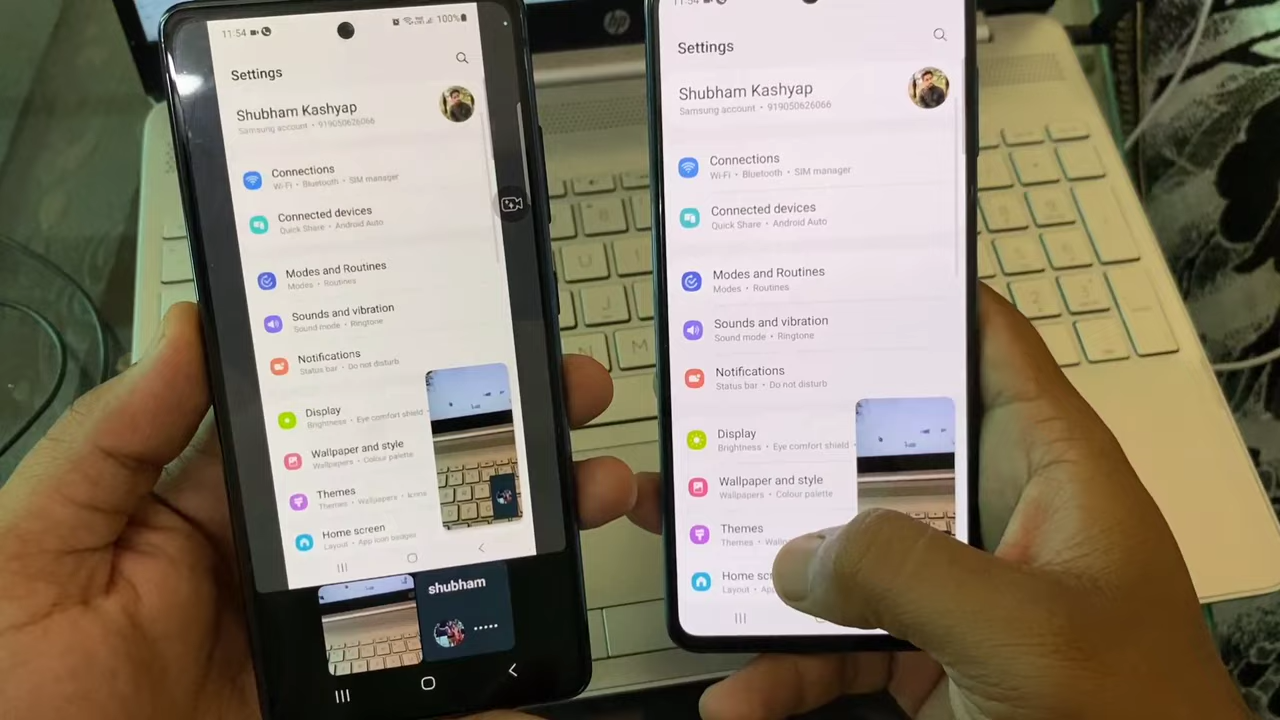 11:54
100%
Settings
Shubham Kashyap
Samsung account • 919050626066
Connections
Wi-Fi • Bluetooth • SIM manager
Connected devices
Quick Share • Android Auto
Modes and Routines
Modes • Routines
Sounds and vibration
Sound mode • Ringtone
Notifications
Status bar • Do not disturb
Display
Brightness • Eye comfort shield •
Wallpaper and style
Wallpapers • Colour palette
Themes
Themes • Wallpapers • Icons
Home screen
Layout • App icon badges
shubham
hp
U
J
N
M
11:54
Settings
Shubham Kashyap
Samsung account • 919050626066
Connections
Wi-Fi • Bluetooth • SIM manager
Connected devices
Quick Share • Android Auto
Modes and Routines
Modes • Routines
Sounds and vibration
Sound mode • Ringtone
Notifications
Status bar • Do not disturb
Display
Brightness • Eye comfort shield •
Wallpaper and style
Wallpapers • Colour palette
Themes
Themes •
Home
Layout •